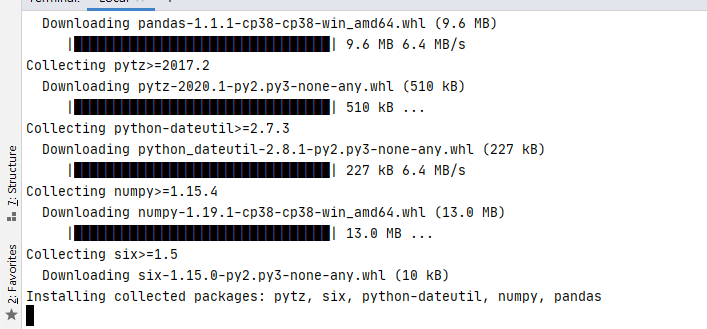 Terminal: Local
Downloading pandas-1.1.1-cp38-cp38-win_amd64.whl (9.6 MB)
|████████████████████████████████| 9.6 MB 6.4 MB/s
Collecting pytz>=2017.2
Downloading pytz-2020.1-py2.py3-none-any.whl (510 kB)
|████████████████████████████████| 510 kB ...
Collecting python-dateutil>=2.7.3
Downloading python_dateutil-2.8.1-py2.py3-none-any.whl (227 kB)
|████████████████████████████████| 227 kB 6.4 MB/s
Collecting numpy>=1.15.4
Downloading numpy-1.19.1-cp38-cp38-win_amd64.whl (13.0 MB)
|████████████████████████████████| 13.0 MB ...
Collecting six>=1.5
Downloading six-1.15.0-py2.py3-none-any.whl (10 kB)
Installing collected packages: pytz, six, python-dateutil, numpy, pandas
7: Structure
2: Favorites